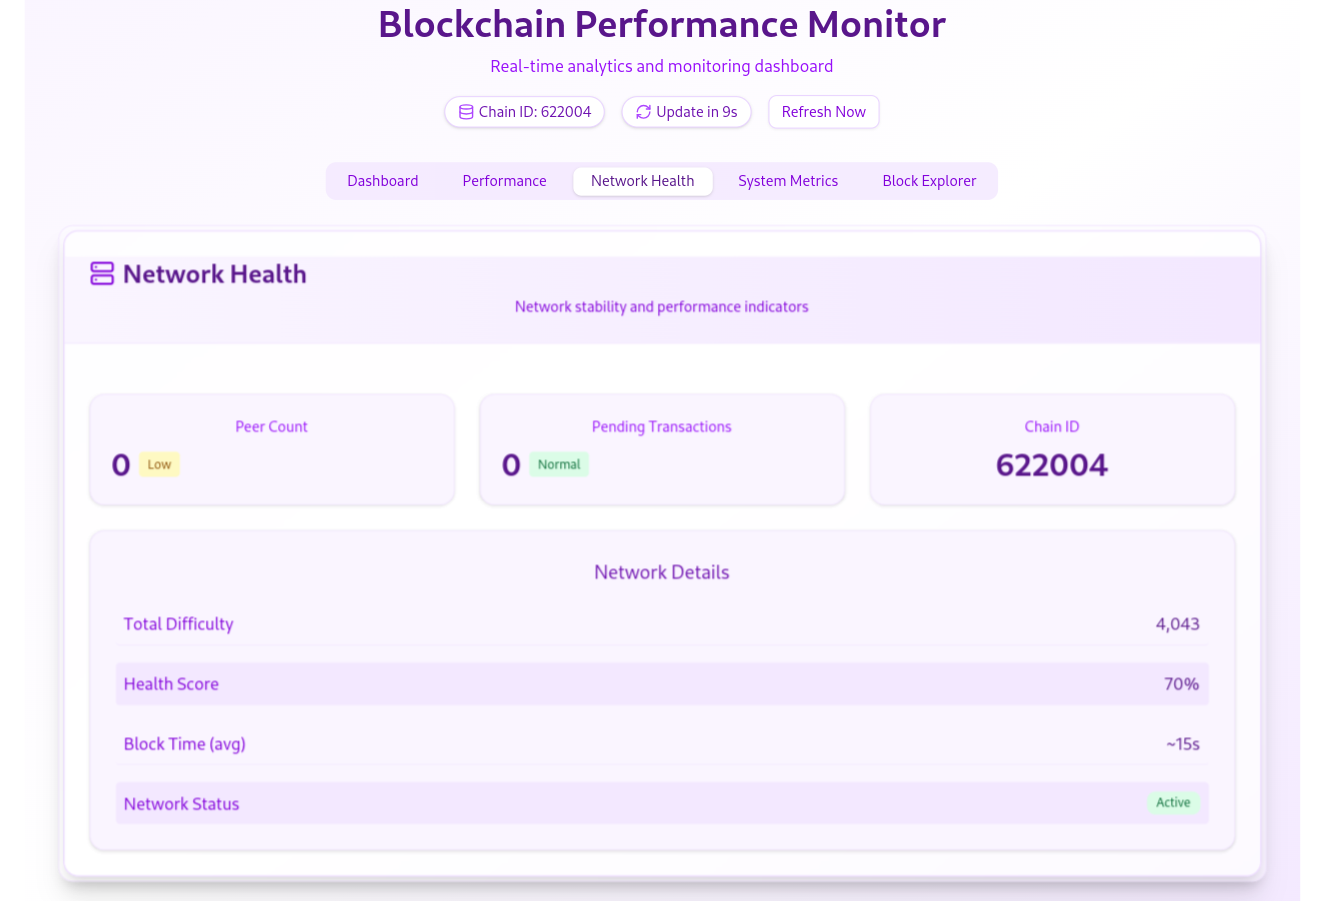 Blockchain Performance Monitor
Real-time analytics and monitoring dashboard
Chain ID: 622004 Update in 9s Refresh Now
Dashboard Performance Network Health System Metrics Block Explorer
Network Health
Network stability and performance indicators
Peer Count
0 Low
Pending Transactions
0 Normal
Chain ID
622004
Network Details
Total Difficulty 4,043
Health Score 70%
Block Time (avg) ~15s
Network Status Active